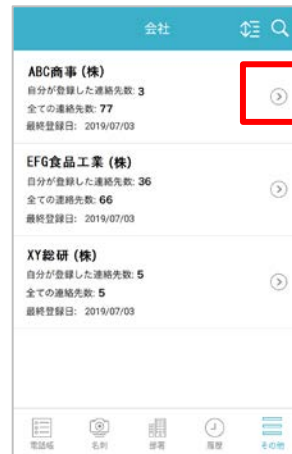 会社
ABC商事 (株)
自分が登録した連絡先数: 3
全ての連絡先数: 77
最終登録日: 2019/07/03
EFG食品工業 (株)
自分が登録した連絡先数: 36
全ての連絡先数: 66
最終登録日: 2019/07/03
XY総研 (株)
自分が登録した連絡先数: 5
全ての連絡先数: 5
最終登録日: 2019/07/03
電話帳 名刺 部署 履歴 その他